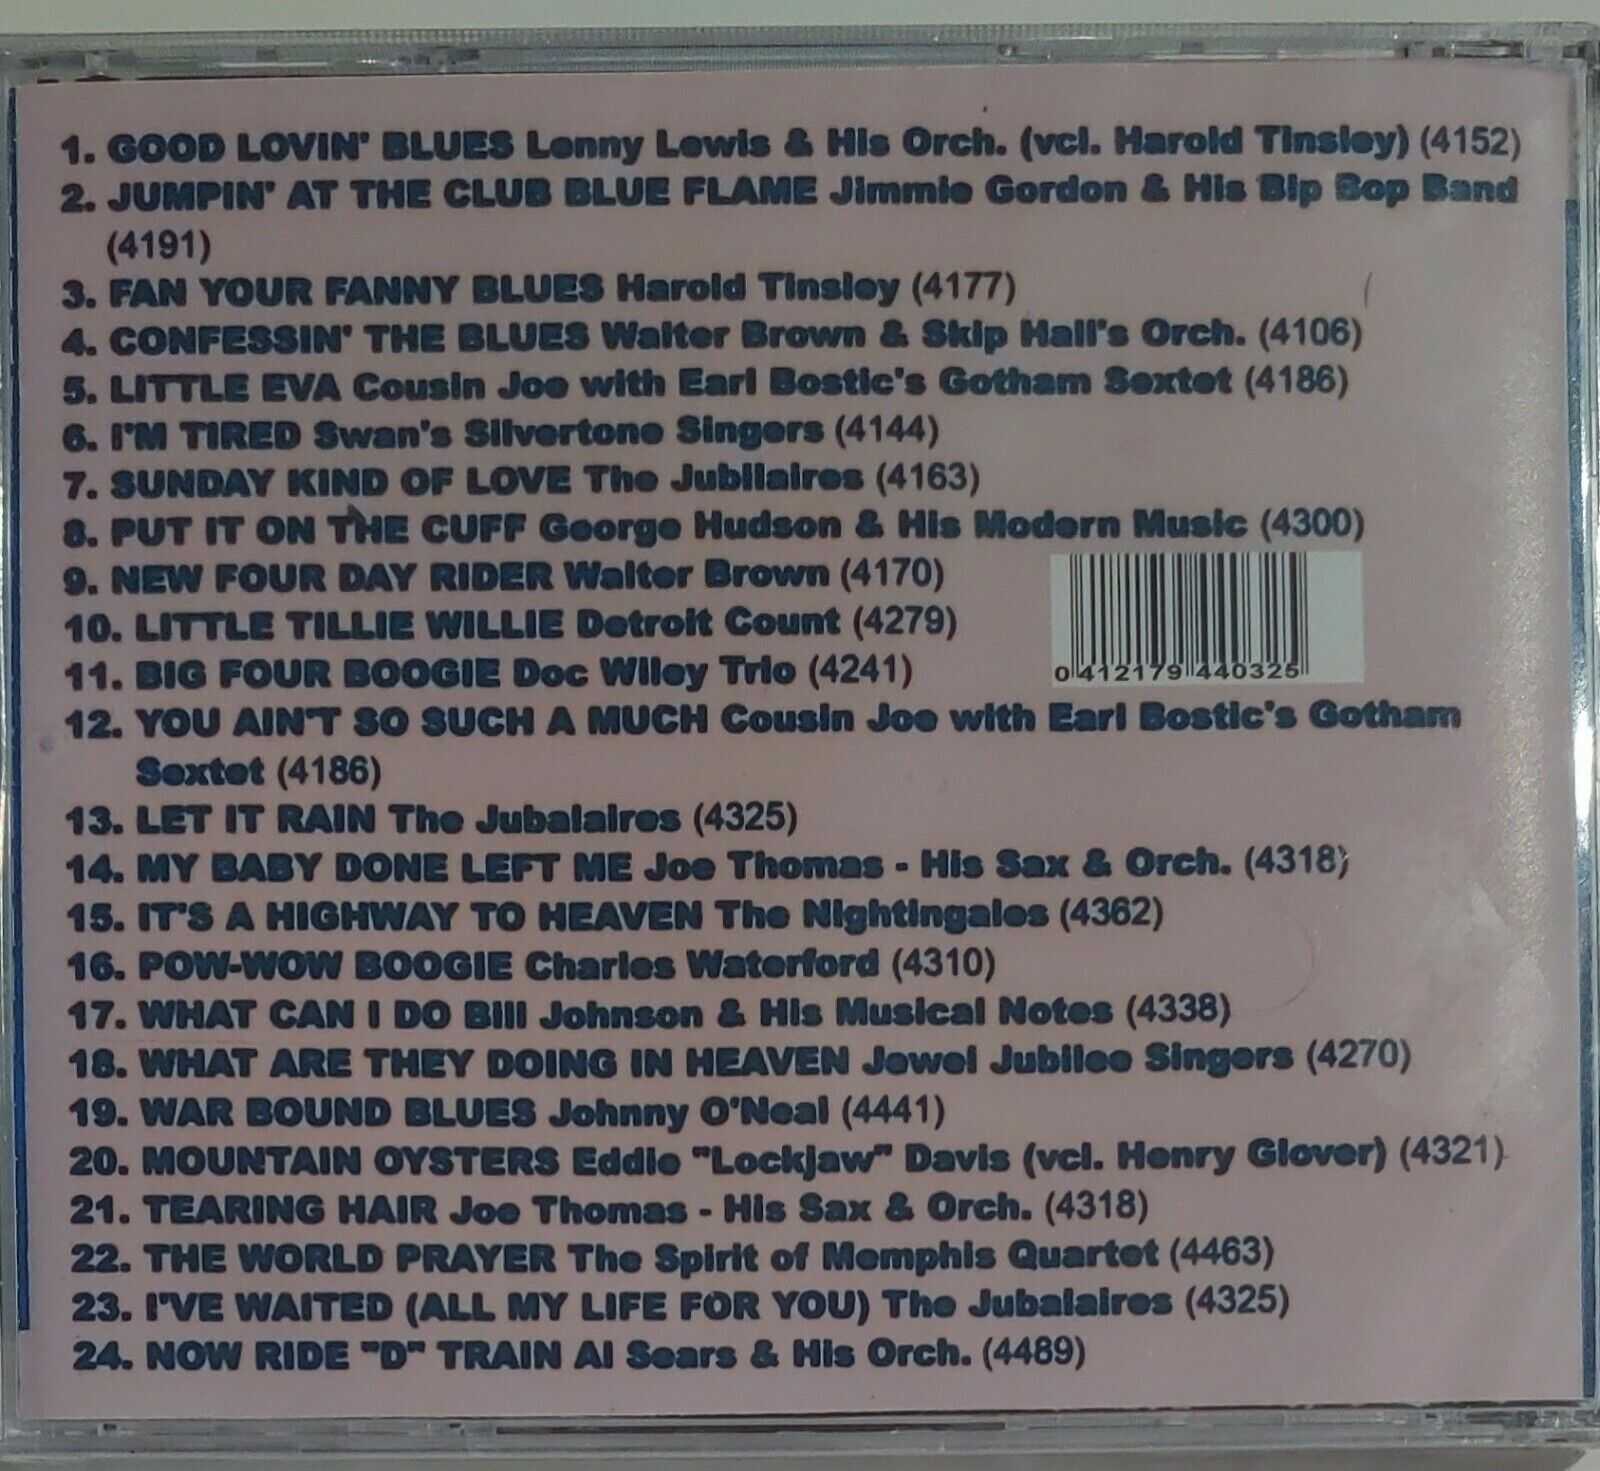 1. GOOD LOVIN' BLUES Lenny Lewis & His Orch. (vcl. Harold Tinsley) (4152)
2. JUMPIN' AT THE CLUB BLUE FLAME Jimmie Gordon & His Bip Bop Band
(4191)
3. FAN YOUR FANNY BLUES Harold Tinsley (4177)
4. CONFESSIN' THE BLUES Walter Brown & Skip Hall's Orch. (4106)
5. LITTLE EVA Cousin Joe with Earl Bostic's Gotham Sextet (4186)
6. I'M TIRED Swan's Silvertone Singers (4144)
7. SUNDAY KIND OF LOVE The Jubilaires (4163)
8. PUT IT ON THE CUFF George Hudson & His Modern Music (4300)
9. NEW FOUR DAY RIDER Walter Brown (4170)
10. LITTLE TILLIE WILLIE Detroit Count (4279)
11. BIG FOUR BOOGIE Doc Wiley Trio (4241)
0 412179 440325
12. YOU AIN'T SO SUCH A MUCH Cousin Joe with Earl Bostic's Gotham
Sextet (4186)
13. LET IT RAIN The Jubalaires (4325)
14. MY BABY DONE LEFT ME Joe Thomas - His Sax & Orch. (4318)
15. IT'S A HIGHWAY TO HEAVEN The Nightingales (4362)
16. POW-WOW BOOGIE Charles Waterford (4310)
17. WHAT CAN I DO Bill Johnson & His Musical Notes (4338)
18. WHAT ARE THEY DOING IN HEAVEN Jewel Jubilee Singers (4270)
19. WAR BOUND BLUES Johnny O'Neal (4441)
20. MOUNTAIN OYSTERS Eddie "Lockjaw" Davis (vcl. Henry Glover) (4321)
21. TEARING HAIR Joe Thomas - His Sax & Orch. (4318)
22. THE WORLD PRAYER The Spirit of Memphis Quartet (4463)
23. I'VE WAITED (ALL MY LIFE FOR YOU) The Jubalaires (4325)
24. NOW RIDE "D" TRAIN Al Sears & His Orch. (4489)